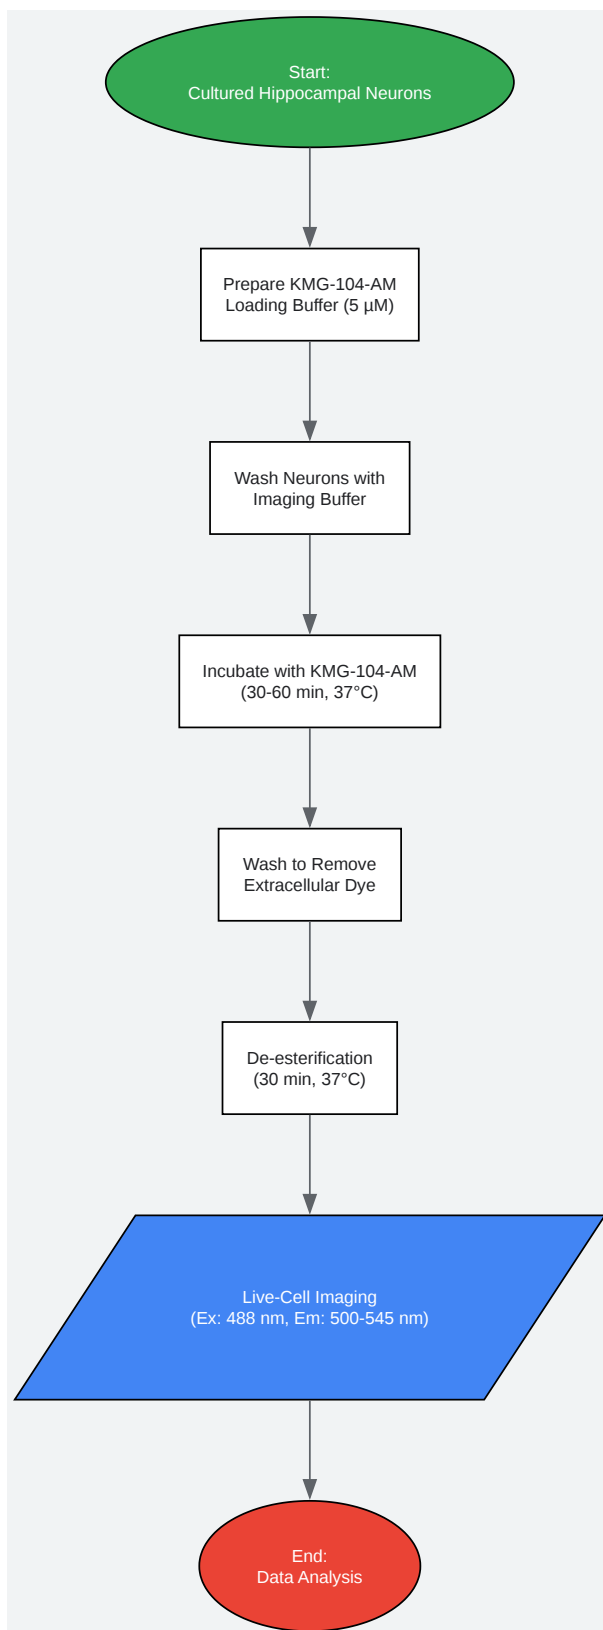 Start:
Cultured Hippocampal Neurons
Prepare KMG-104-AM
Loading Buffer (5 µM)
Wash Neurons with
Imaging Buffer
Incubate with KMG-104-AM
(30-60 min, 37°C)
Wash to Remove
Extracellular Dye
De-esterification
(30 min, 37°C)
Live-Cell Imaging
(Ex: 488 nm, Em: 500-545 nm)
End:
Data Analysis